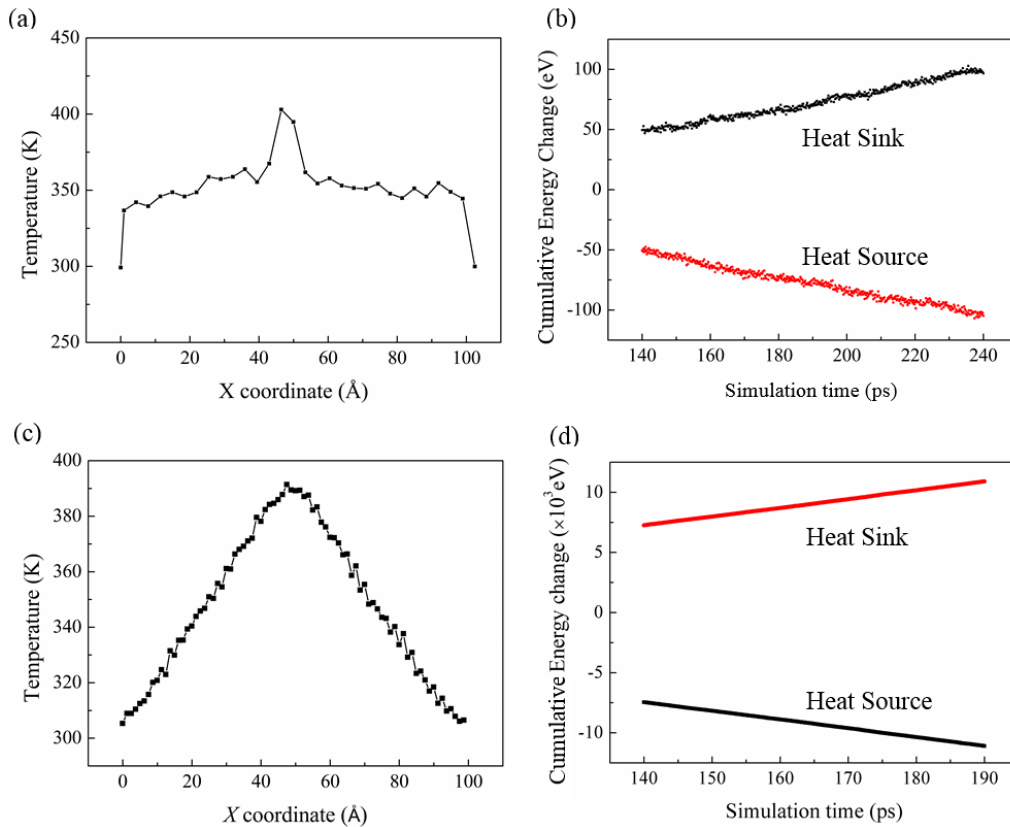 (a)
450
400
350
300
250
Temperature (K)
0 20 40 60 80 100
X coordinate (Å)
(b)
100
50
0
-50
-100
Cumulative Energy Change (eV)
Heat Sink
Heat Source
140 160 180 200 220 240
Simulation time (ps)
(c)
400
380
360
340
320
300
Temperature (K)
0 20 40 60 80 100
X coordinate (Å)
(d)
10
5
0
-5
-10
Cumulative Energy change (×10³eV)
Heat Sink
Heat Source
140 150 160 170 180 190
Simulation time (ps)